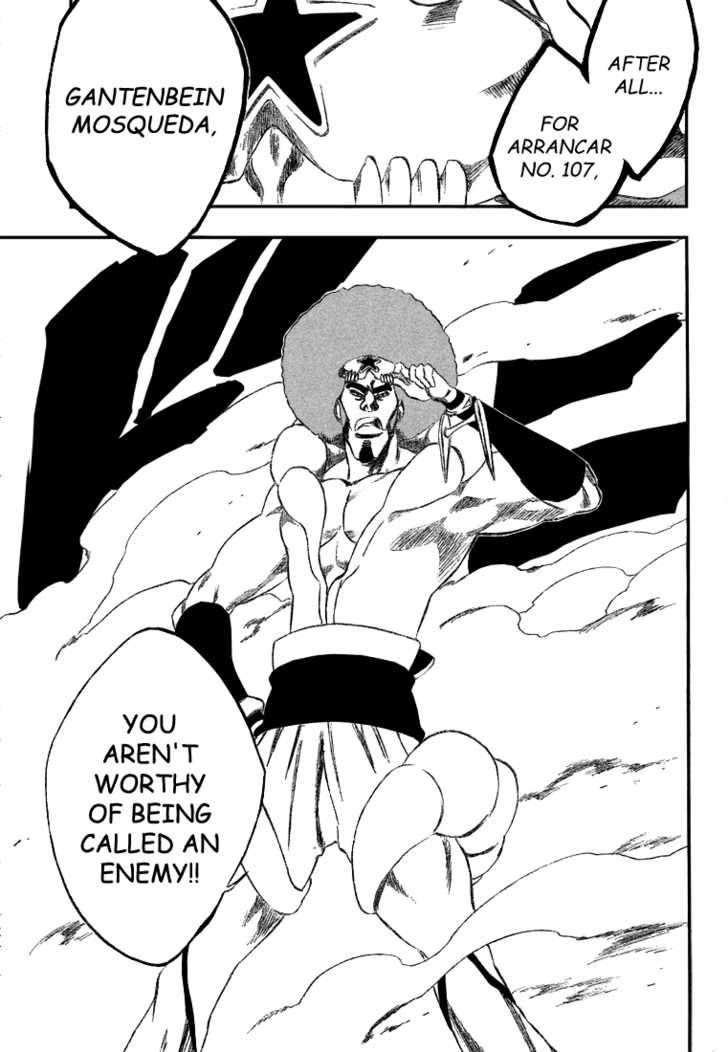 AFTER
ALL...
FOR
ARRANCAR
NO. 107,
GANTENBEIN
MOSQUEDA,
YOU
AREN'T
WORTHY
OF BEING
CALLED AN
ENEMY!!